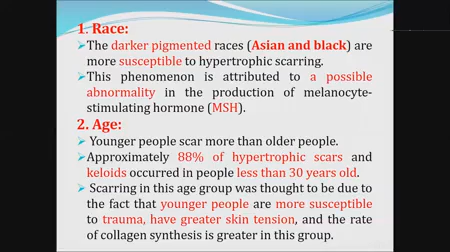 1. Race:
➢The darker pigmented races (Asian and black) are
more susceptible to hypertrophic scarring.
➢This phenomenon is attributed to a possible
abnormality in the production of melanocyte-
stimulating hormone (MSH).
2. Age:
➢ Younger people scar more than older people.
➢Approximately 88% of hypertrophic scars and
keloids occurred in people less than 30 years old.
➢ Scarring in this age group was thought to be due to
the fact that younger people are more susceptible
to trauma, have greater skin tension, and the rate
of collagen synthesis is greater in this group.